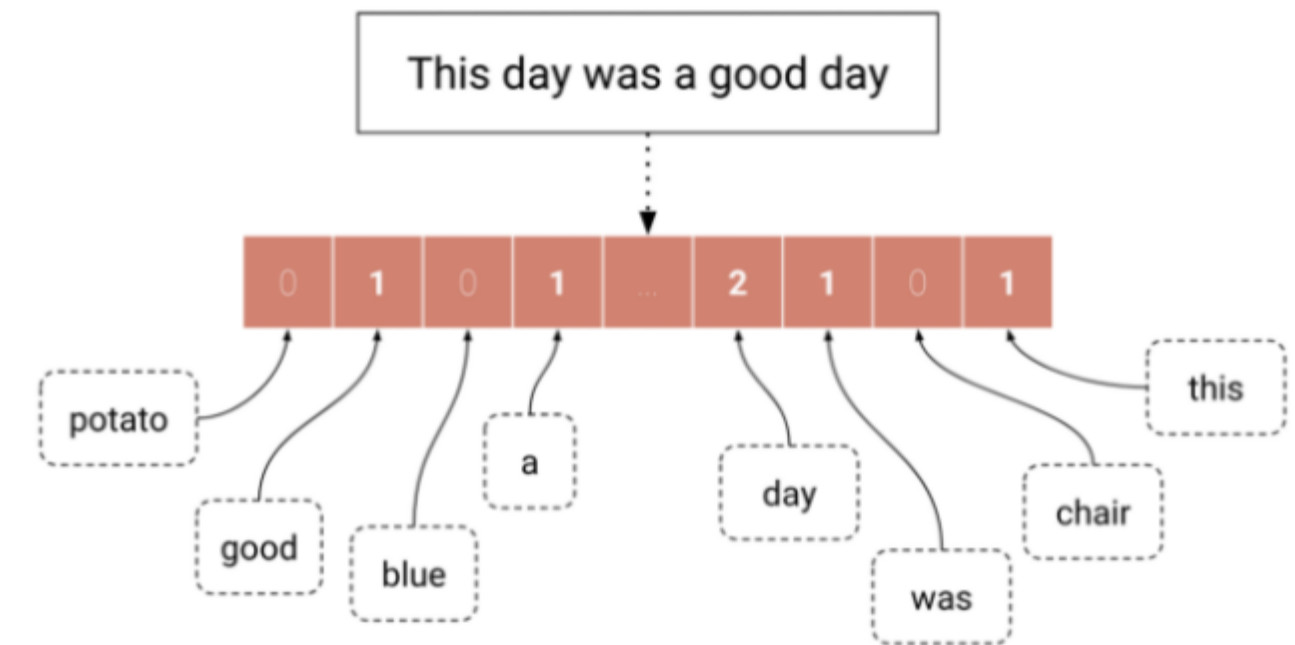 This day was a good day
0 1 0 1 ... 2 1 0 1
potato
good
blue
a
day
was
chair
this